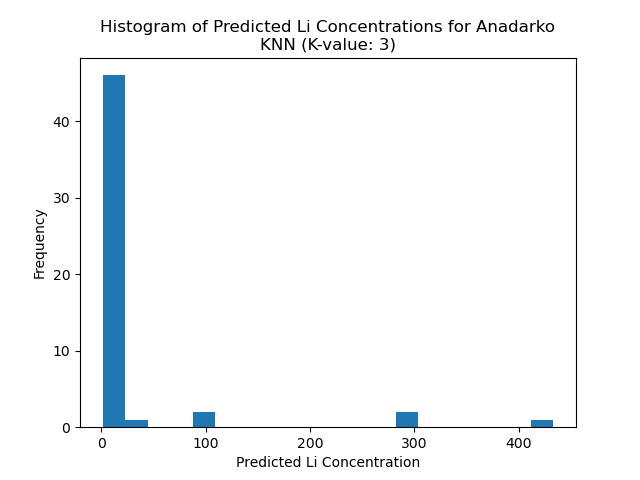 Histogram of Predicted Li Concentrations for Anadarko
KNN (K-value: 3)
40
30
20
10
0
Frequency
0 100 200 300 400
Predicted Li Concentration